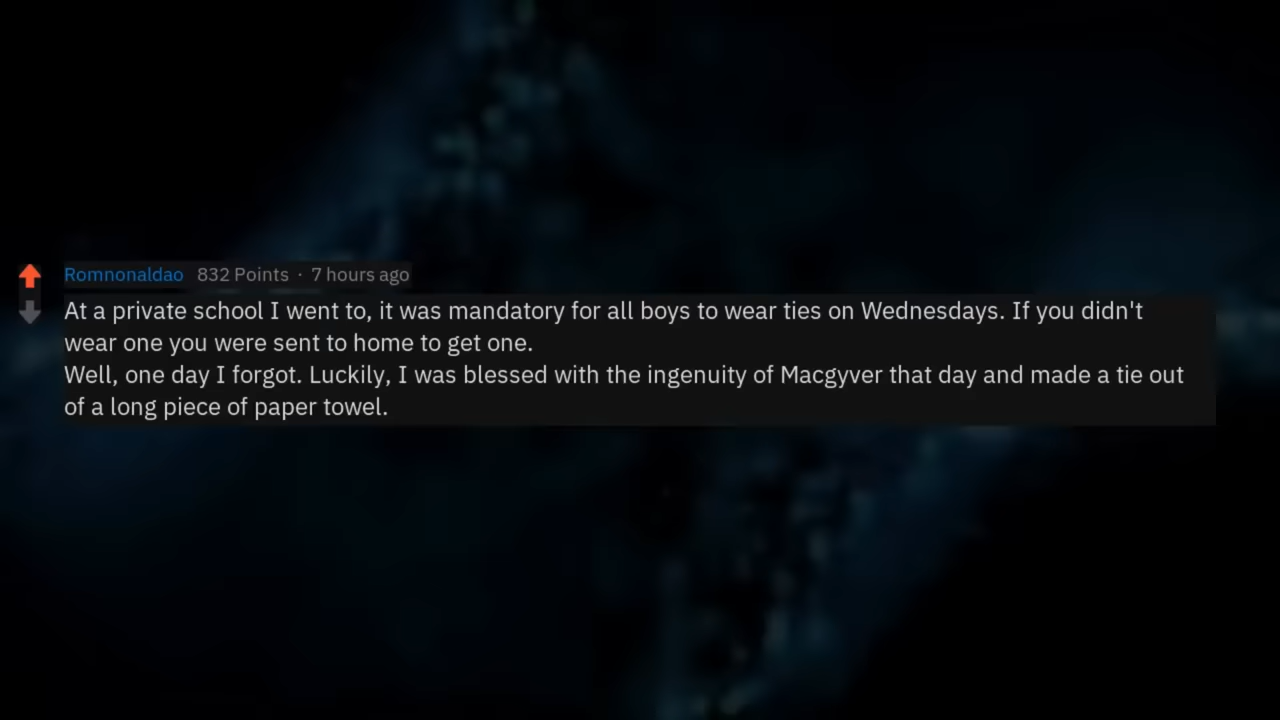 Romnonaldao 832 Points · 7 hours ago
At a private school I went to, it was mandatory for all boys to wear ties on Wednesdays. If you didn't
wear one you were sent to home to get one.
Well, one day I forgot. Luckily, I was blessed with the ingenuity of Macgyver that day and made a tie out
of a long piece of paper towel.